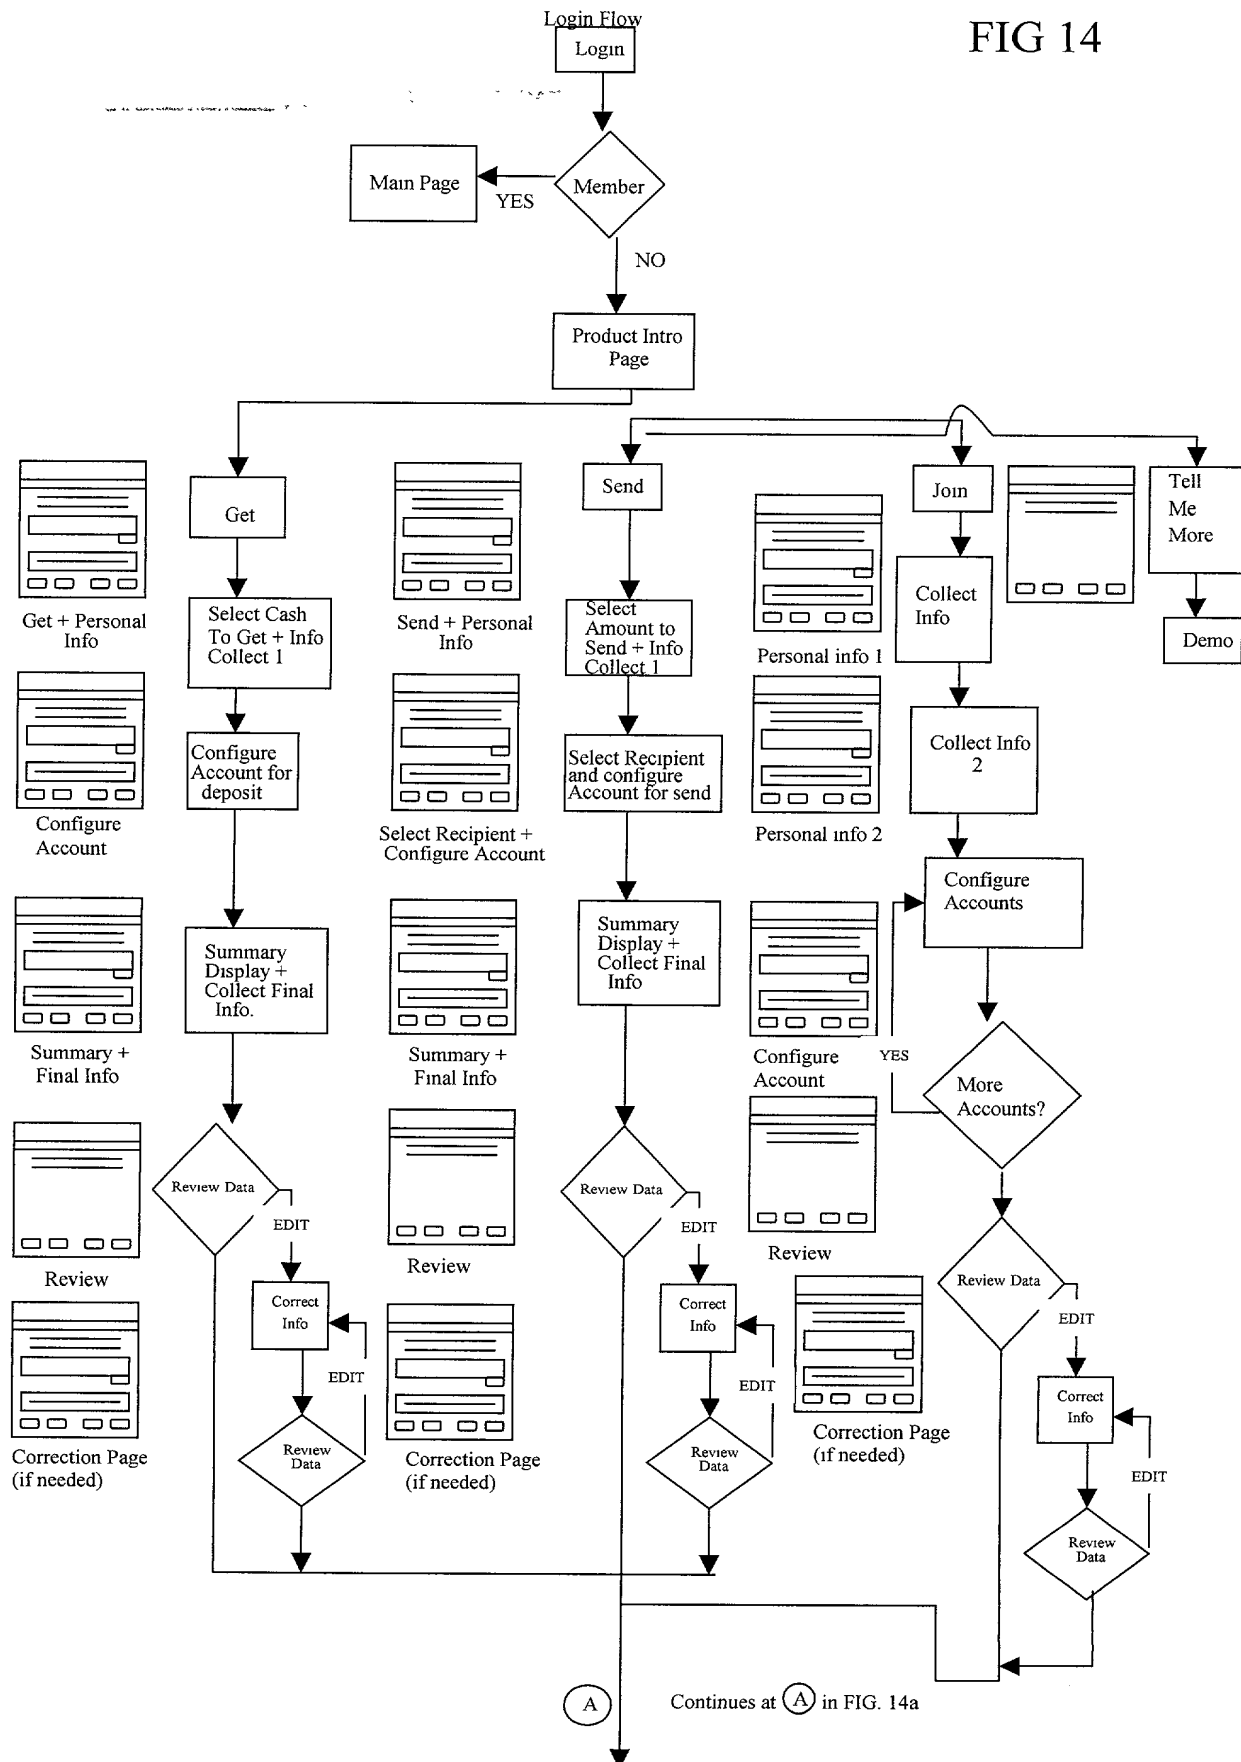 Login Flow
FIG 14
Login
Member
Main Page
YES
NO
Product Intro
Page
Get
Send
Join
Tell
Me
More
Get + Personal
Info
Select Cash
To Get + Info
Collect 1
Send + Personal
Info
Select
Amount to
Send + Info
Collect 1
Personal info 1
Collect
Info
Demo
Configure
Account
Configure
Account for
deposit
Select Recipient +
Configure Account
Select Recipient
and configure
Account for send
Personal info 2
Collect Info
2
Configure
Accounts
Summary +
Final Info
Summary
Display +
Collect Final
Info.
Summary +
Final Info
Summary
Display +
Collect Final
Info
Configure
Account
YES
More
Accounts?
Review
Review Data
EDIT
Review
Review Data
EDIT
Review
Review Data
EDIT
Correction Page
(if needed)
Correct
Info
EDIT
Review
Data
Correction Page
(if needed)
Correct
Info
EDIT
Review
Data
Correction Page
(if needed)
Correct
Info
EDIT
Review
Data
A
Continues at A in FIG. 14a